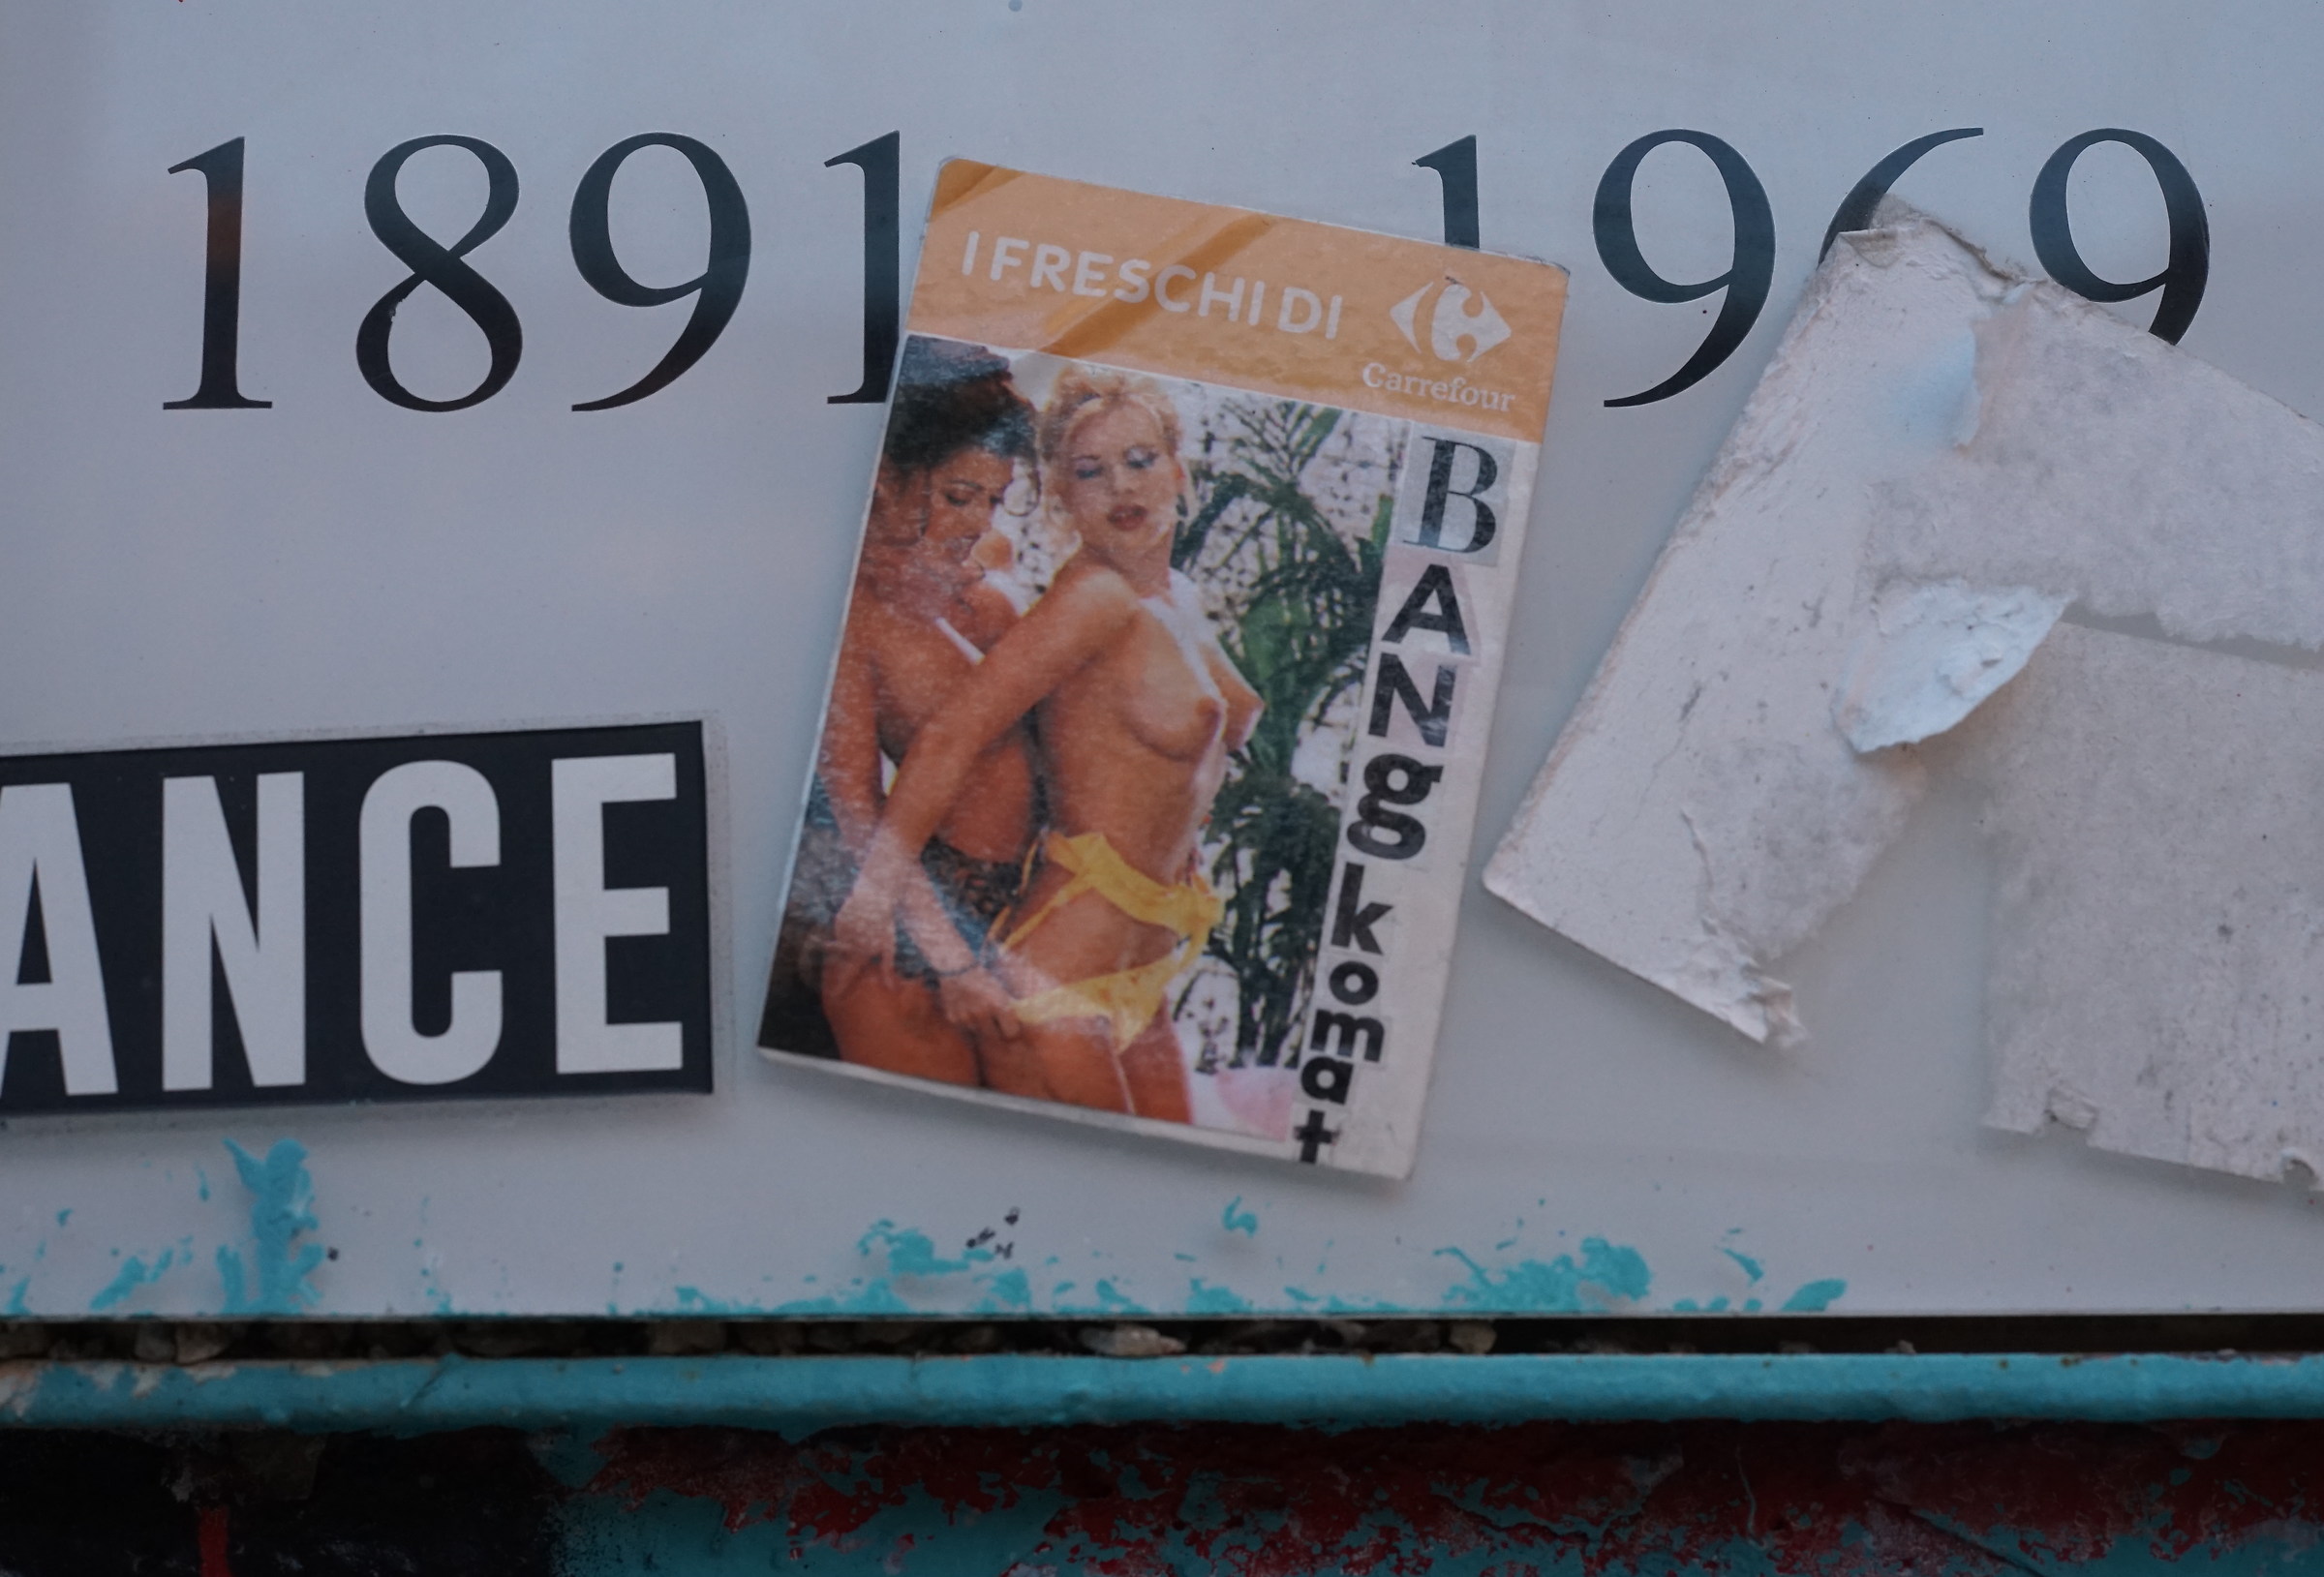 1891 1969
I FRESCHI DI
Carrefour
BANgkomat
ANCE